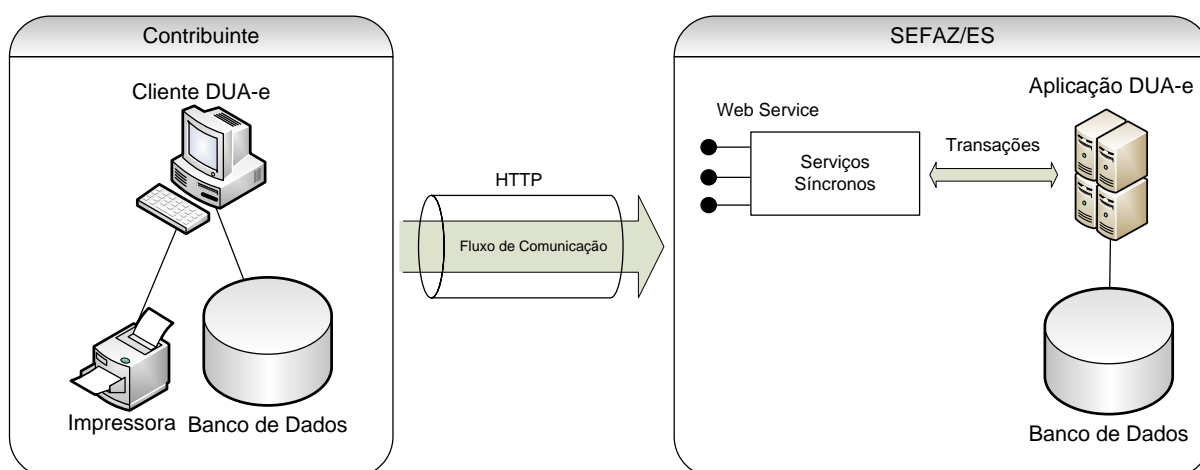 Contribuinte
Cliente DUA-e
Impressora
Banco de Dados
HTTP
Fluxo de Comunicação
SEFAZ/ES
Web Service
Serviços
Síncronos
Transações
Aplicação DUA-e
Banco de Dados